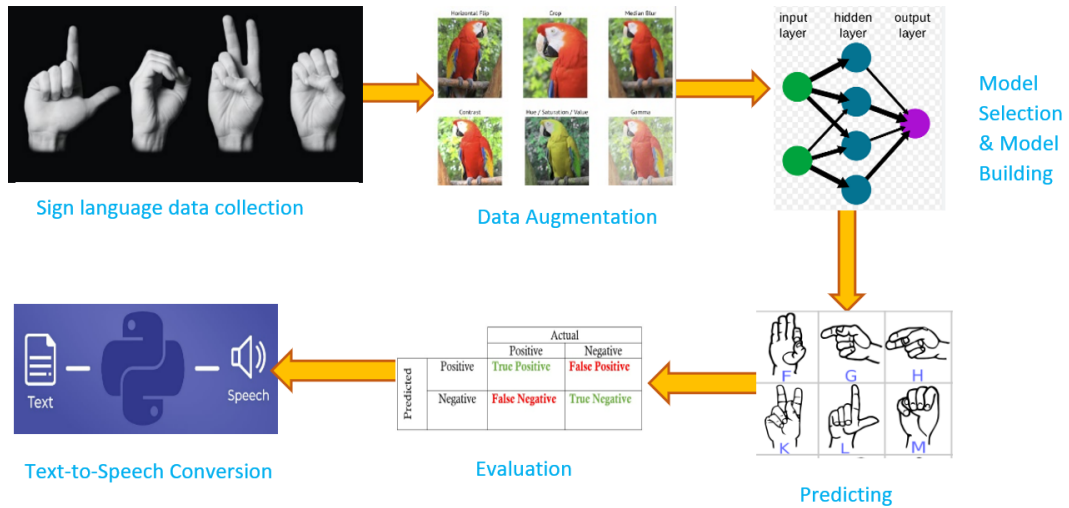 Horizontal Flip
Crop
Median Blur
Contrast
Hue / Saturation / Value
Gamma
input layer
hidden layer
output layer
Model
Selection
& Model
Building
Sign language data collection
Data Augmentation
F G H
K L M
Predicting
Actual
Positive Negative
Predicted
Positive True Positive False Positive
Negative False Negative True Negative
Evaluation
Text
Speech
Text-to-Speech Conversion